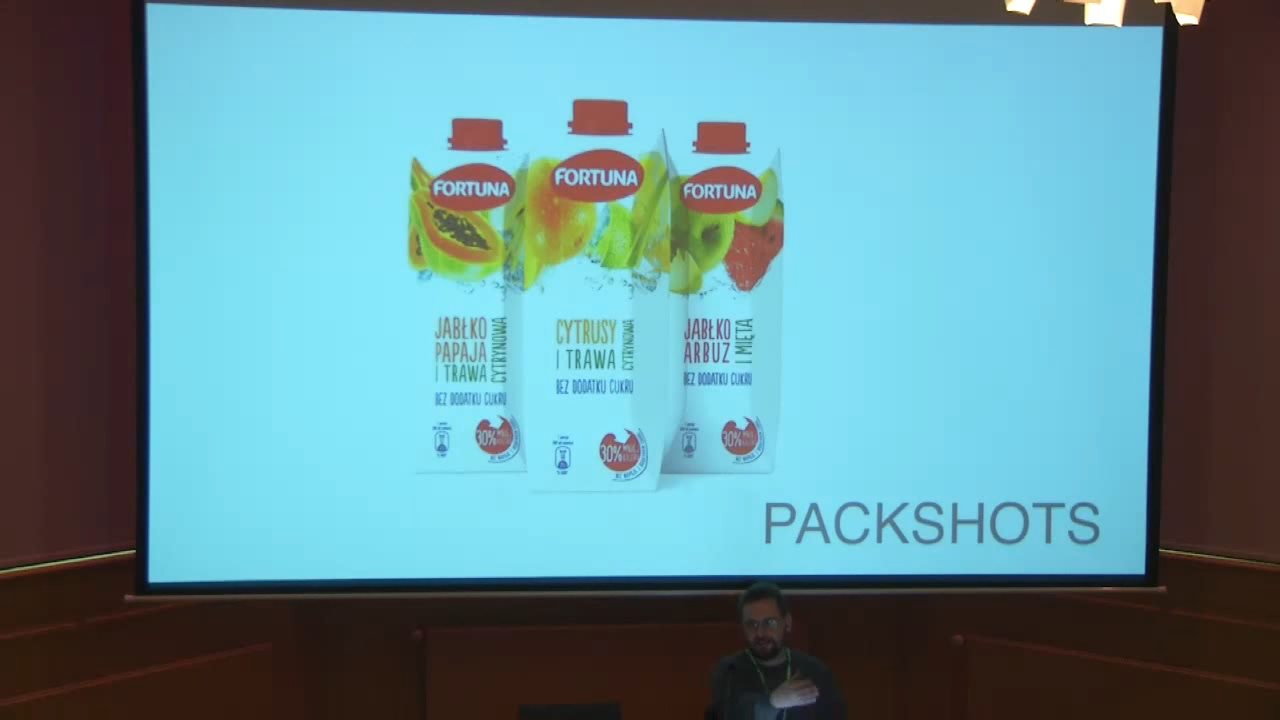 FORTUNA
JABŁKO
PAPAJA
I TRAWA
CYTRYNOWA
BEZ DODATKU CUKRU
30%
FORTUNA
CYTRUSY
I TRAWA
CYTRYNOWA
BEZ DODATKU CUKRU
30%
FORTUNA
JABŁKO
ARBUZ
I MIĘTA
BEZ DODATKU CUKRU
30%
PACKSHOTS